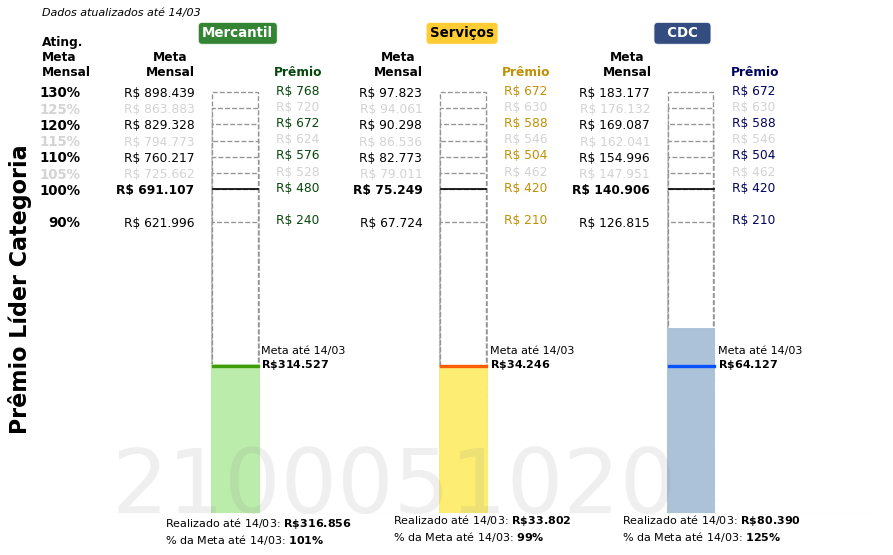 Dados atualizados até 14/03
Mercantil Serviços CDC
Ating. Meta Mensal
Meta Mensal Prêmio Meta Mensal Prêmio Meta Mensal Prêmio
130% R$ 898.439 R$ 768 R$ 97.823 R$ 672 R$ 183.177 R$ 672
125% R$ 863.883 R$ 720 R$ 94.061 R$ 630 R$ 176.132 R$ 630
120% R$ 829.328 R$ 672 R$ 90.298 R$ 588 R$ 169.087 R$ 588
115% R$ 794.773 R$ 624 R$ 86.536 R$ 546 R$ 162.041 R$ 546
110% R$ 760.217 R$ 576 R$ 82.773 R$ 504 R$ 154.996 R$ 504
105% R$ 725.662 R$ 528 R$ 79.011 R$ 462 R$ 147.951 R$ 462
100% R$ 691.107 R$ 480 R$ 75.249 R$ 420 R$ 140.906 R$ 420
90% R$ 621.996 R$ 240 R$ 67.724 R$ 210 R$ 126.815 R$ 210
Prêmio Líder Categoria
Meta até 14/03 Meta até 14/03 Meta até 14/03
R$314.527 R$34.246 R$64.127
2100051020
Realizado até 14/03: R$316.856 Realizado até 14/03: R$33.802 Realizado até 14/03: R$80.390
% da Meta até 14/03: 101% % da Meta até 14/03: 99% % da Meta até 14/03: 125%